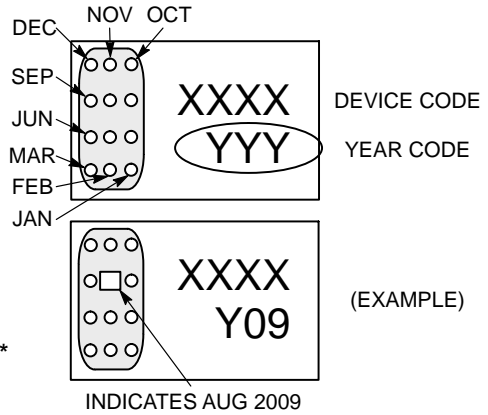 NOV OCT
DEC
SEP
JUN
MAR
FEB
JAN
XXXX DEVICE CODE
YYY YEAR CODE
XXXX
Y09
(EXAMPLE)
*
INDICATES AUG 2009